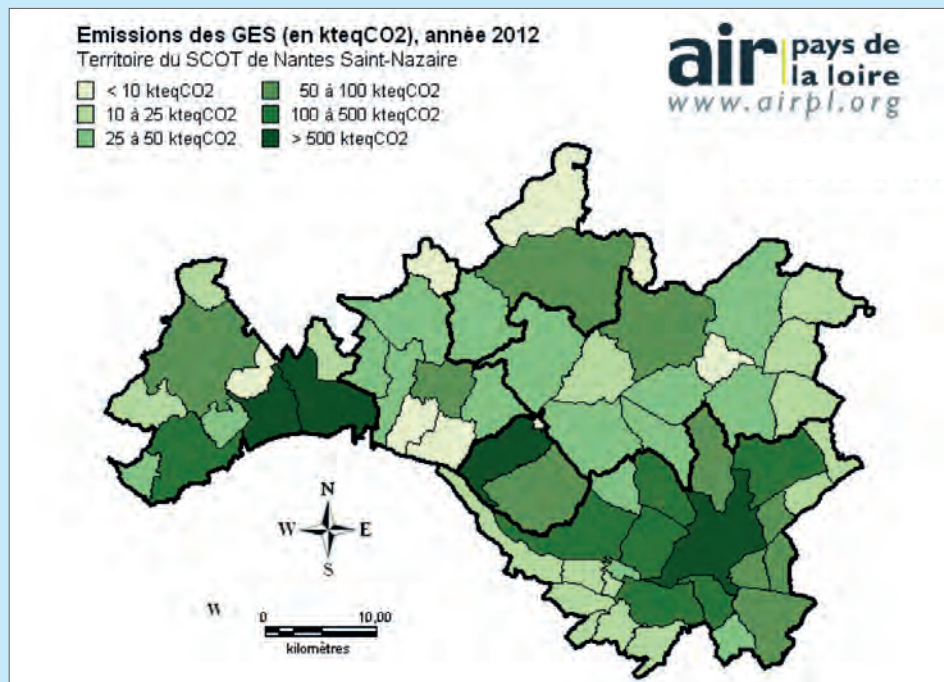 Emissions des GES (en kteqCO2), année 2012
Territoire du SCOT de Nantes Saint-Nazaire
< 10 kteqCO2
10 à 25 kteqCO2
25 à 50 kteqCO2
50 à 100 kteqCO2
100 à 500 kteqCO2
> 500 kteqCO2
air pays de la loire
www.airpl.org
N
W E
S
W
0 10,00
kilomètres